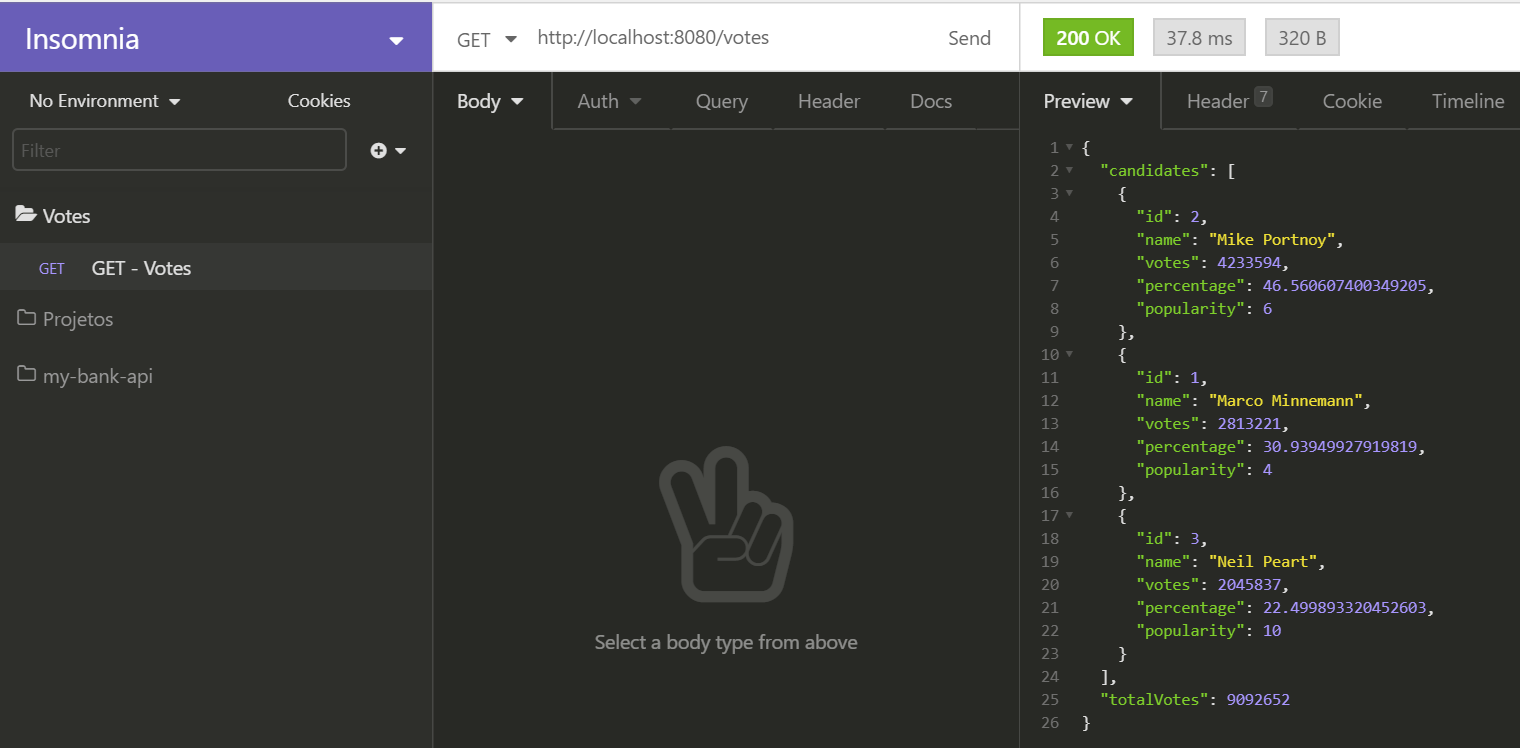 Insomnia
GET http://localhost:8080/votes Send
200 OK 37.8 ms 320 B
No Environment Cookies
Filter
Votes
GET GET - Votes
Projetos
my-bank-api
Body Auth Query Header Docs
Select a body type from above
Preview Header 7 Cookie Timeline
1 {
2 "candidates": [
3 {
4 "id": 2,
5 "name": "Mike Portnoy",
6 "votes": 4233594,
7 "percentage": 46.560607400349205,
8 "popularity": 6
9 },
10 {
11 "id": 1,
12 "name": "Marco Minnemann",
13 "votes": 2813221,
14 "percentage": 30.93949927919819,
15 "popularity": 4
16 },
17 {
18 "id": 3,
19 "name": "Neil Peart",
20 "votes": 2045837,
21 "percentage": 22.499893320452603,
22 "popularity": 10
23 }
24 ],
25 "totalVotes": 9092652
26 }